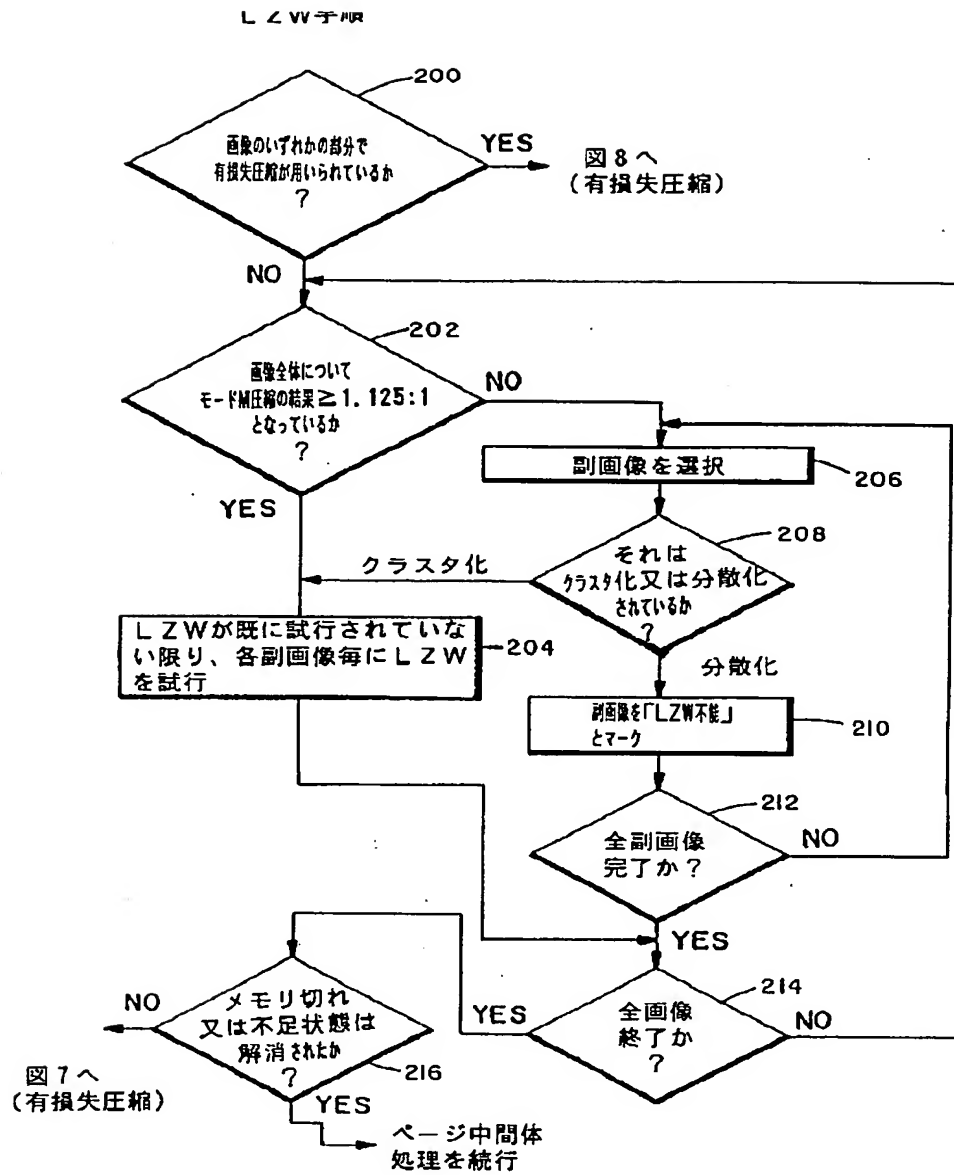 LZW手順
200
画像のいずれかの部分で
有損失圧縮が用いられているか
?
YES
図8へ
(有損失圧縮)
NO
202
画像全体について
モードM圧縮の結果≧1.125:1
となっているか
?
NO
YES
副画像を選択
206
208
それは
クラスタ化又は分散化
されているか
?
クラスタ化
分散化
LZWが既に試行されていな
い限り、各副画像毎にLZW
を試行
204
副画像を「LZW不能」
とマーク
210
212
全副画像
完了か?
NO
YES
214
全画像
終了か
?
YES
NO
メモリ切れ
又は不足状態は
解消されたか
?
NO
216
図7へ
(有損失圧縮)
YES
ページ中間体
処理を続行